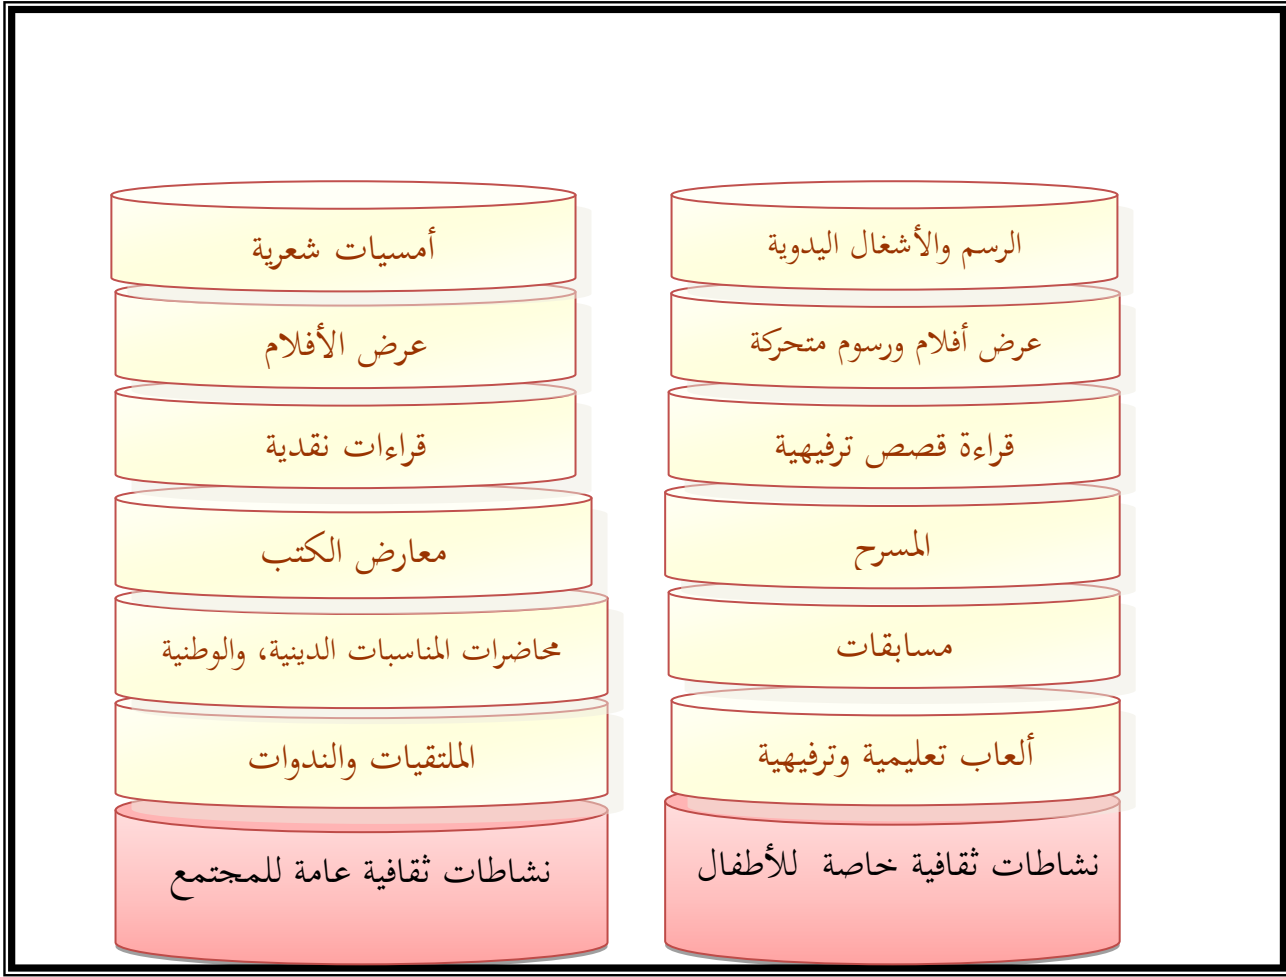 الرسم والأشغال اليدوية
عرض أفلام ورسوم متحركة
قراءة قصص ترفيهية
المسرح
مسابقات
ألعاب تعليمية وترفيهية
نشاطات ثقافية خاصة للأطفال
أمسيات شعرية
عرض الأفلام
قراءات نقدية
معارض الكتب
محاضرات المناسبات الدينية، والوطنية
الملتقيات والندوات
نشاطات ثقافية عامة للمجتمع